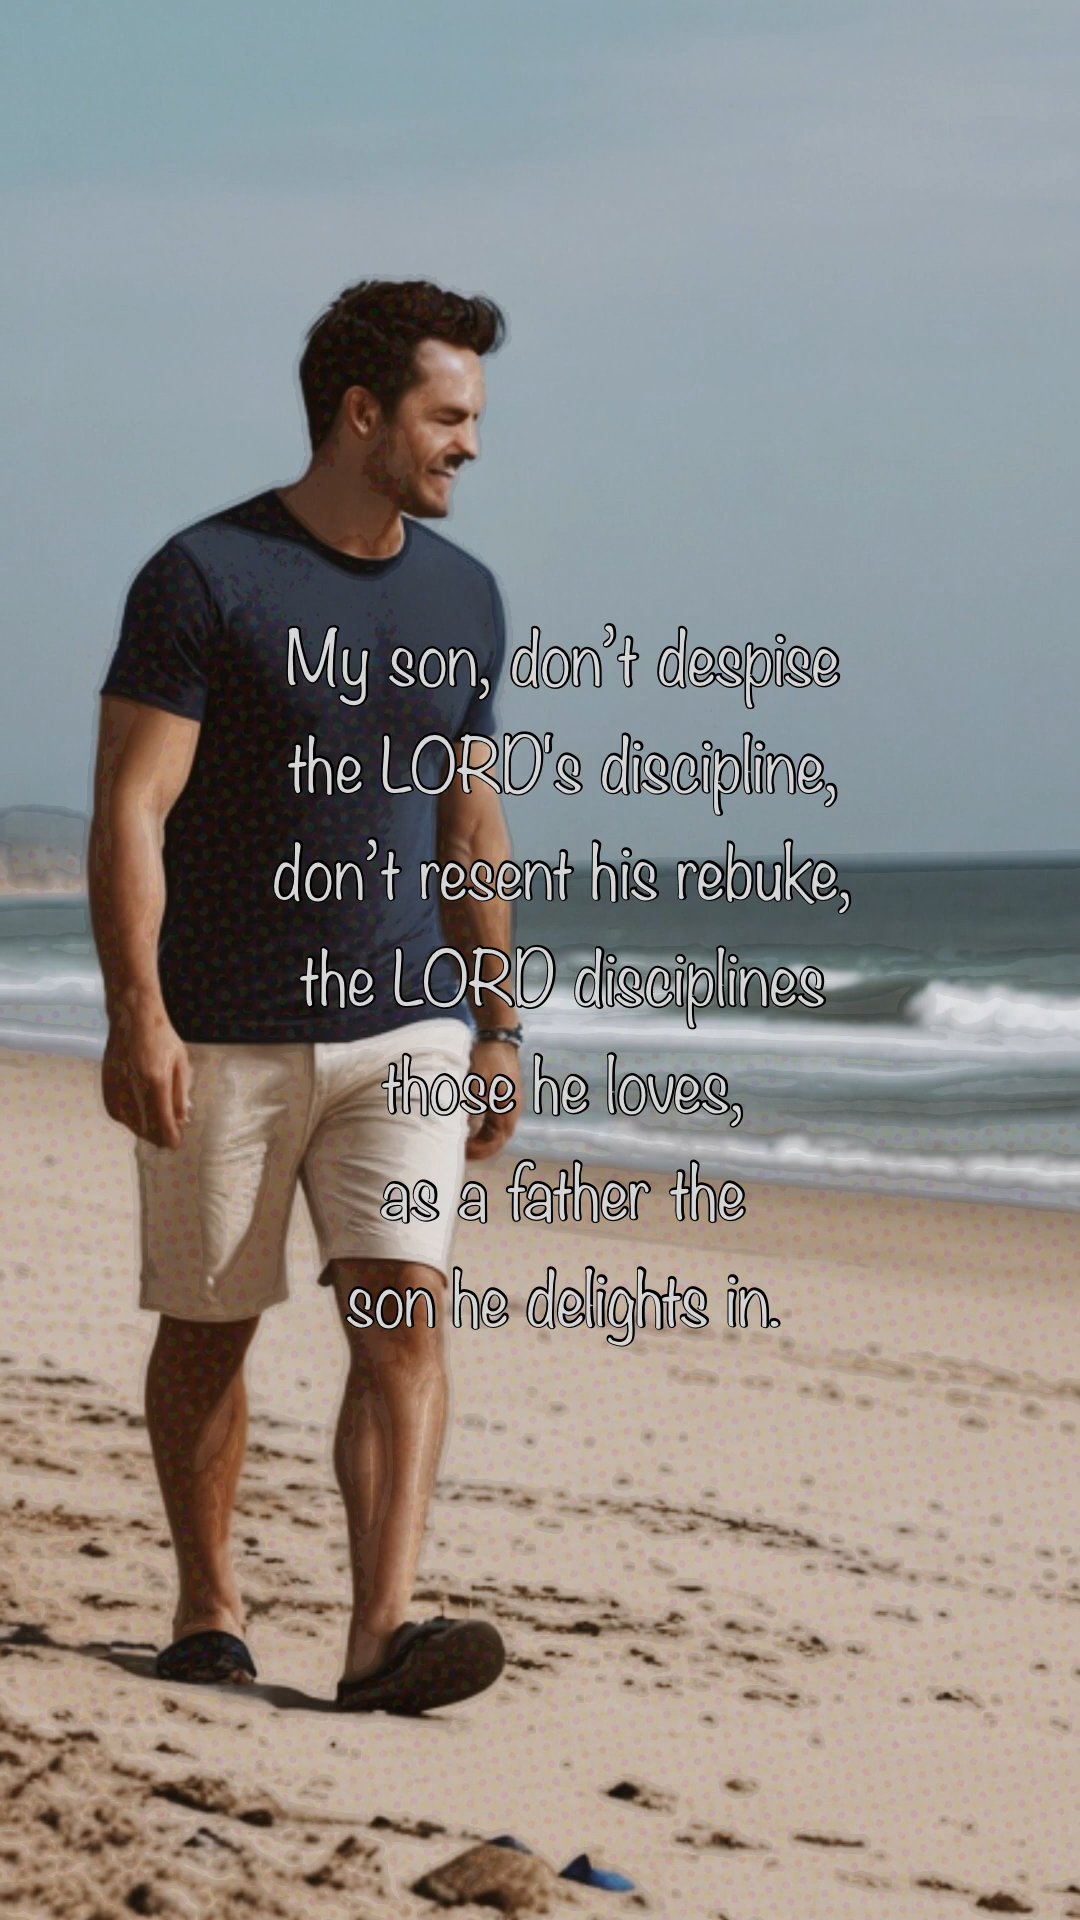 My son, don’t despise
the LORD's discipline,
don’t resent his rebuke,
the LORD disciplines
those he loves,
as a father the
son he delights in.